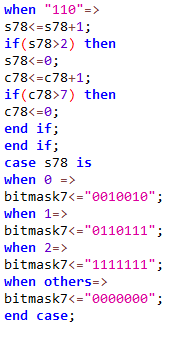 when "110"=>
s78<=s78+1;
if(s78>2) then
s78<=0;
c78<=c78+1;
if(c78>7) then
c78<=0;
end if;
end if;
case s78 is
when 0 =>
bitmask7<="0010010";
when 1=>
bitmask7<="0110111";
when 2=>
bitmask7<="1111111";
when others=>
bitmask7<="0000000";
end case;